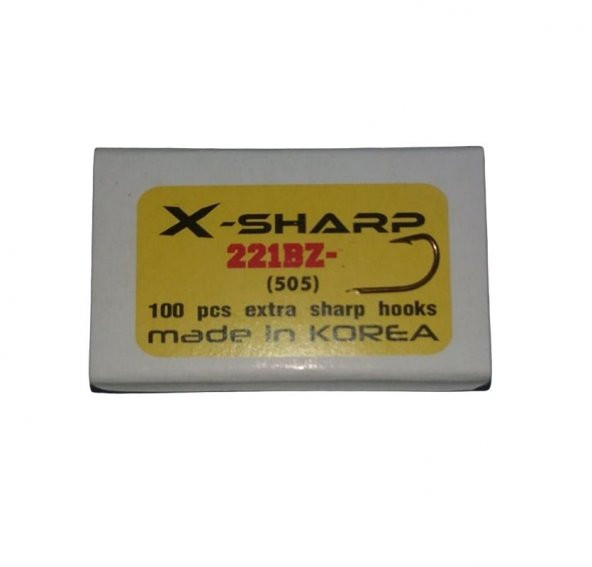 X-SHARP
221BZ-
(505)
100 pcs extra sharp hooks
made in KOREA